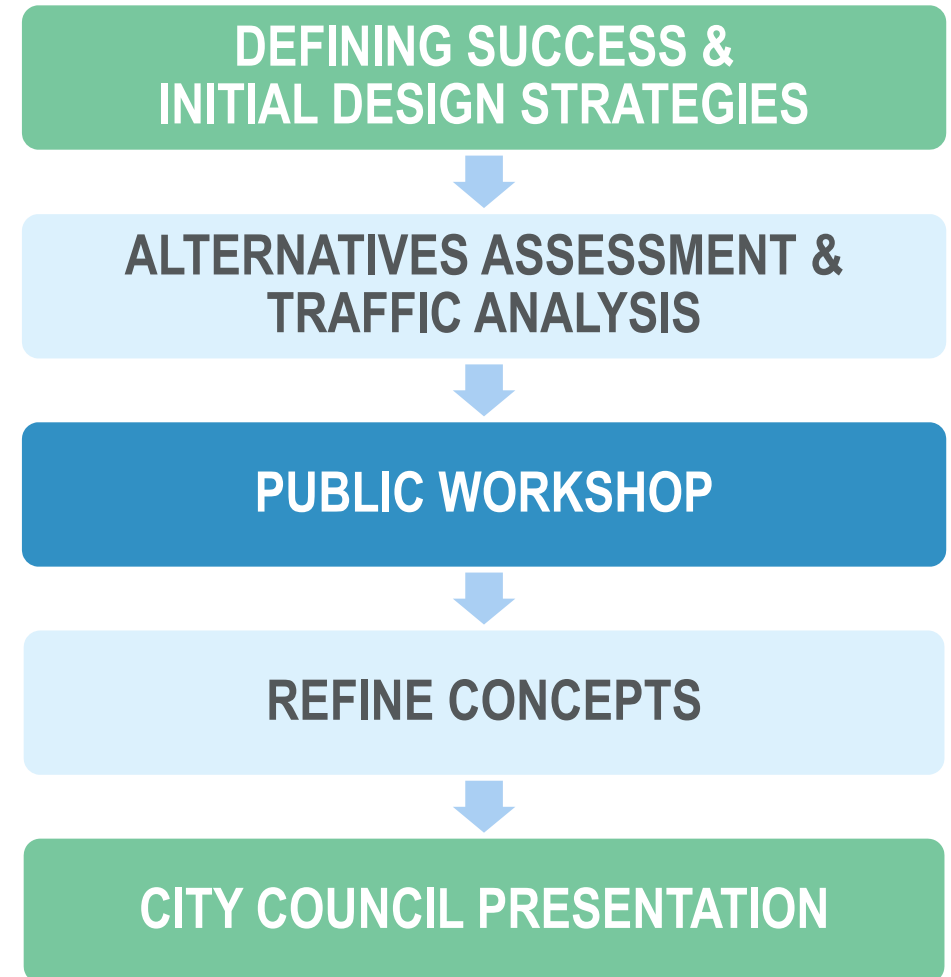 DEFINING SUCCESS &
INITIAL DESIGN STRATEGIES
ALTERNATIVES ASSESSMENT &
TRAFFIC ANALYSIS
PUBLIC WORKSHOP
REFINE CONCEPTS
CITY COUNCIL PRESENTATION